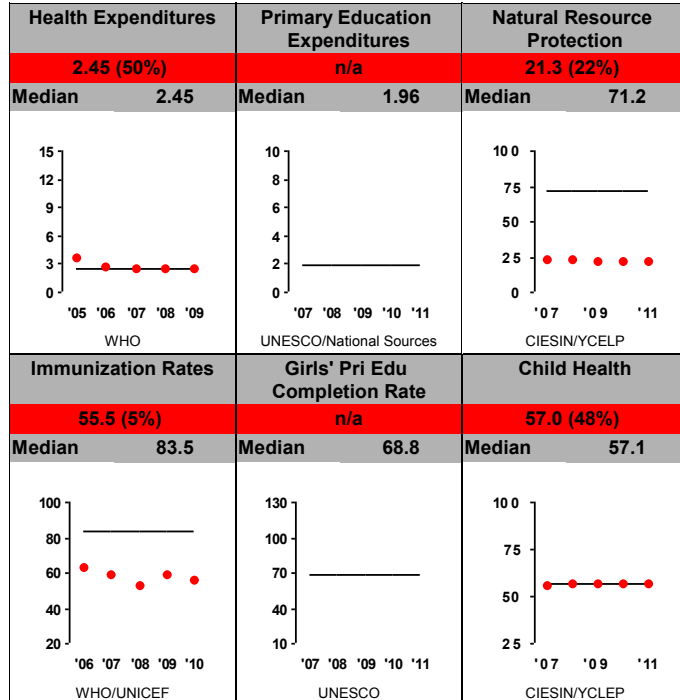 Health Expenditures
2.45 (50%)
Median 2.45
15
12
9
6
3
0
'05 '06 '07 '08 '09
WHO
Primary Education
Expenditures
n/a
Median 1.96
10
8
6
4
2
0
'07 '08 '09 '10 '11
UNESCO/National Sources
Natural Resource
Protection
21.3 (22%)
Median 71.2
10 0
75
50
2 5
0
' 0 7 ' 0 9 ' 11
CIESIN/YCELP
Immunization Rates
55.5 (5%)
Median 83.5
100
80
60
40
20
'06 '07 '08 '09 '10
WHO/UNICEF
Girls' Pri Edu
Completion Rate
n/a
Median 68.8
130
100
70
40
10
'07 '08 '09 '10 '11
UNESCO
Child Health
57.0 (48%)
Median 57.1
10 0
75
50
2 5
' 0 7 ' 0 9 ' 11
CIESIN/YCLEP